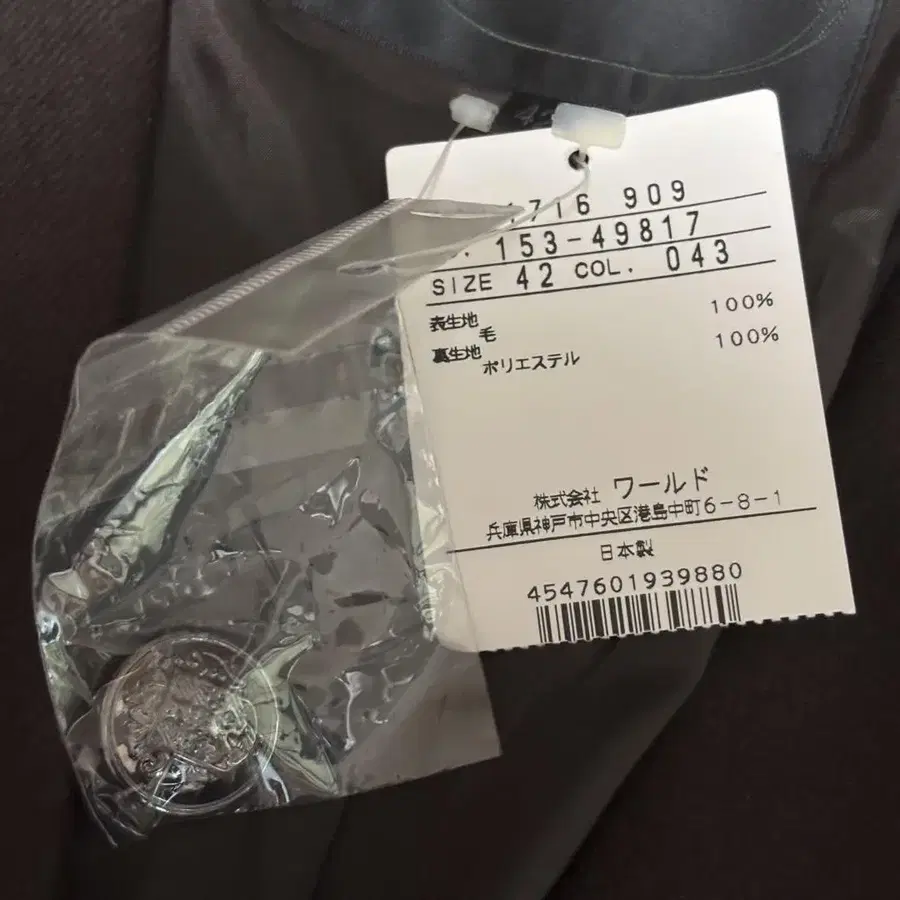 1716 909
153-49817
SIZE 42 COL. 043
表生地 100%
毛
裏生地 100%
ポリエステル
株式会社 ワールド
兵庫県神戸市中央区港島中町6-8-1
日本製
4547601939880